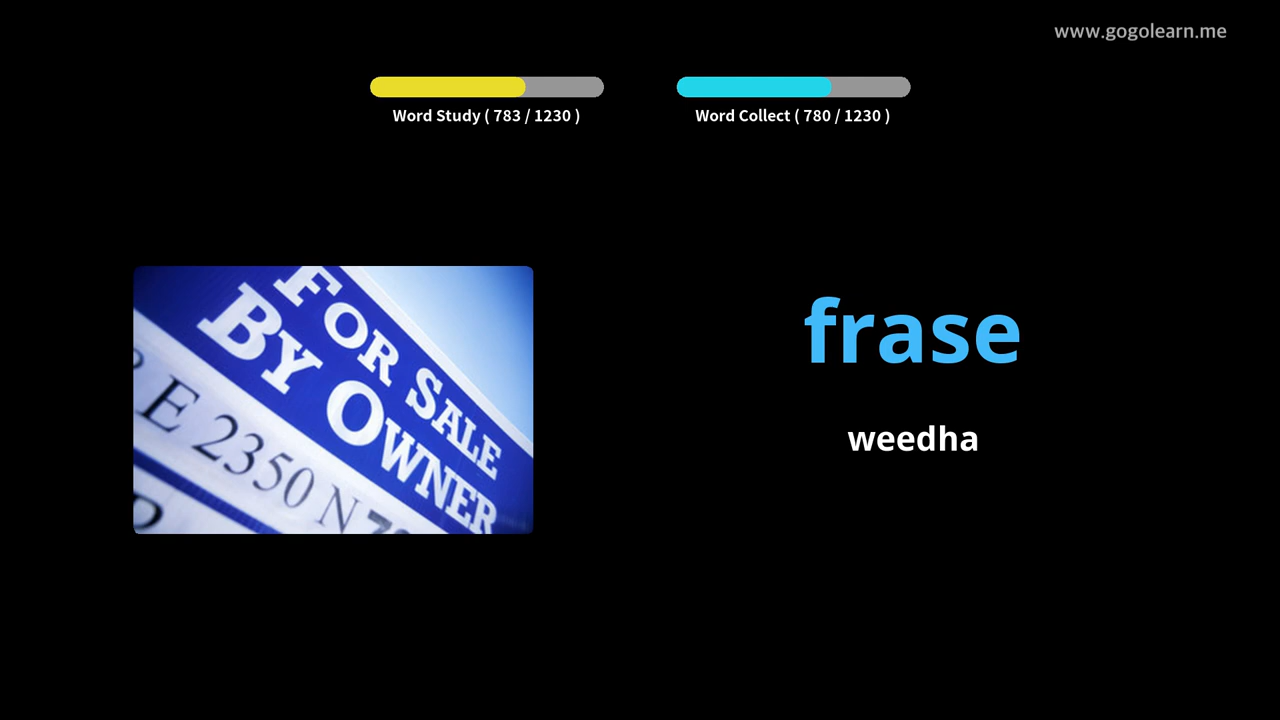 www.gogolearn.me
Word Study ( 783 / 1230 )
Word Collect ( 780 / 1230 )
FOR SALE
BY OWNER
E 2350 N
frase
weedha